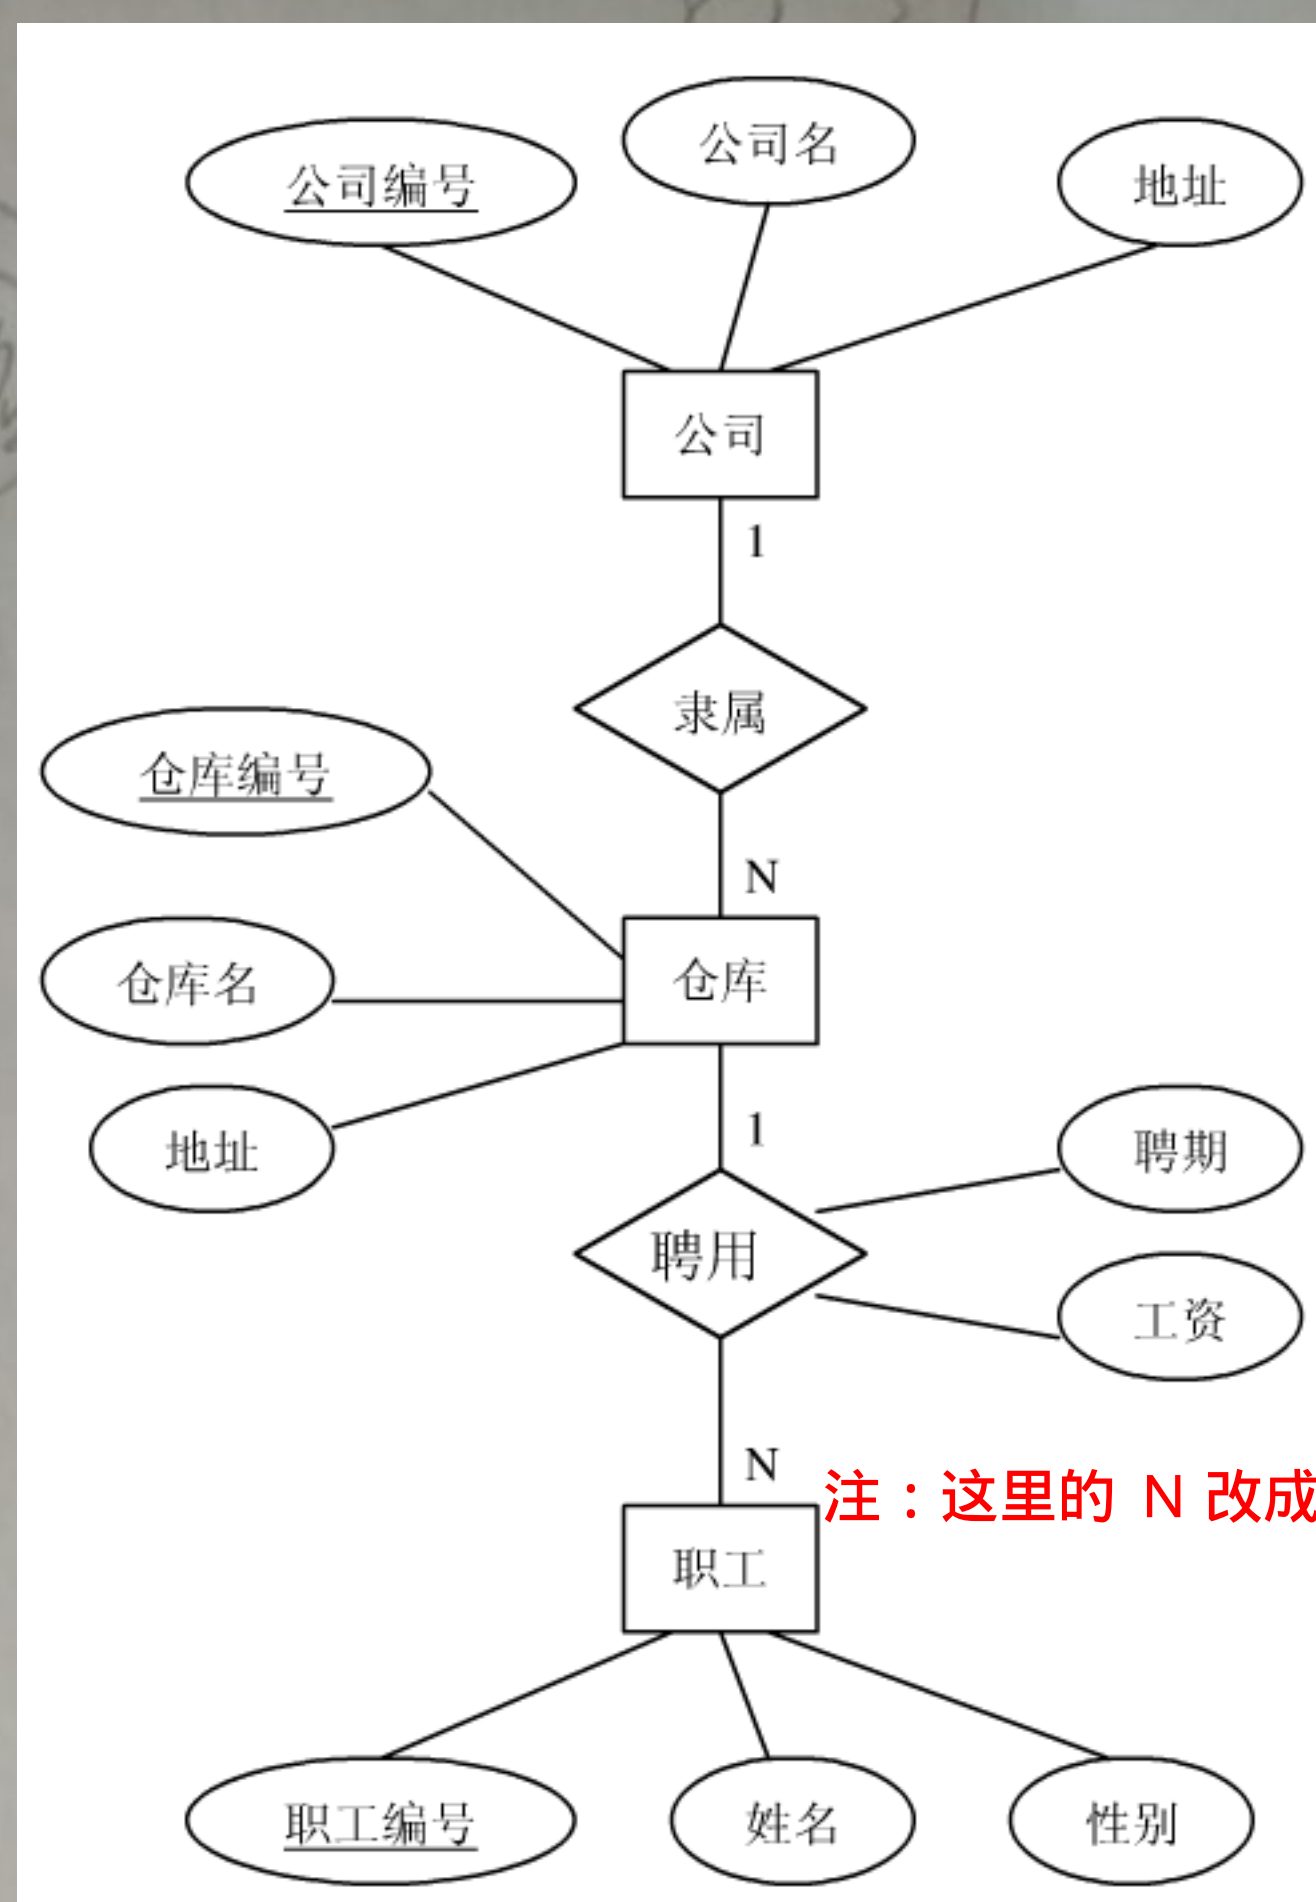 公司名
公司编号
地址
公司
1
隶属
仓库编号
N
仓库名
仓库
地址
1
聘期
聘用
工资
N
注：这里的 N 改成
职工
职工编号
姓名
性别